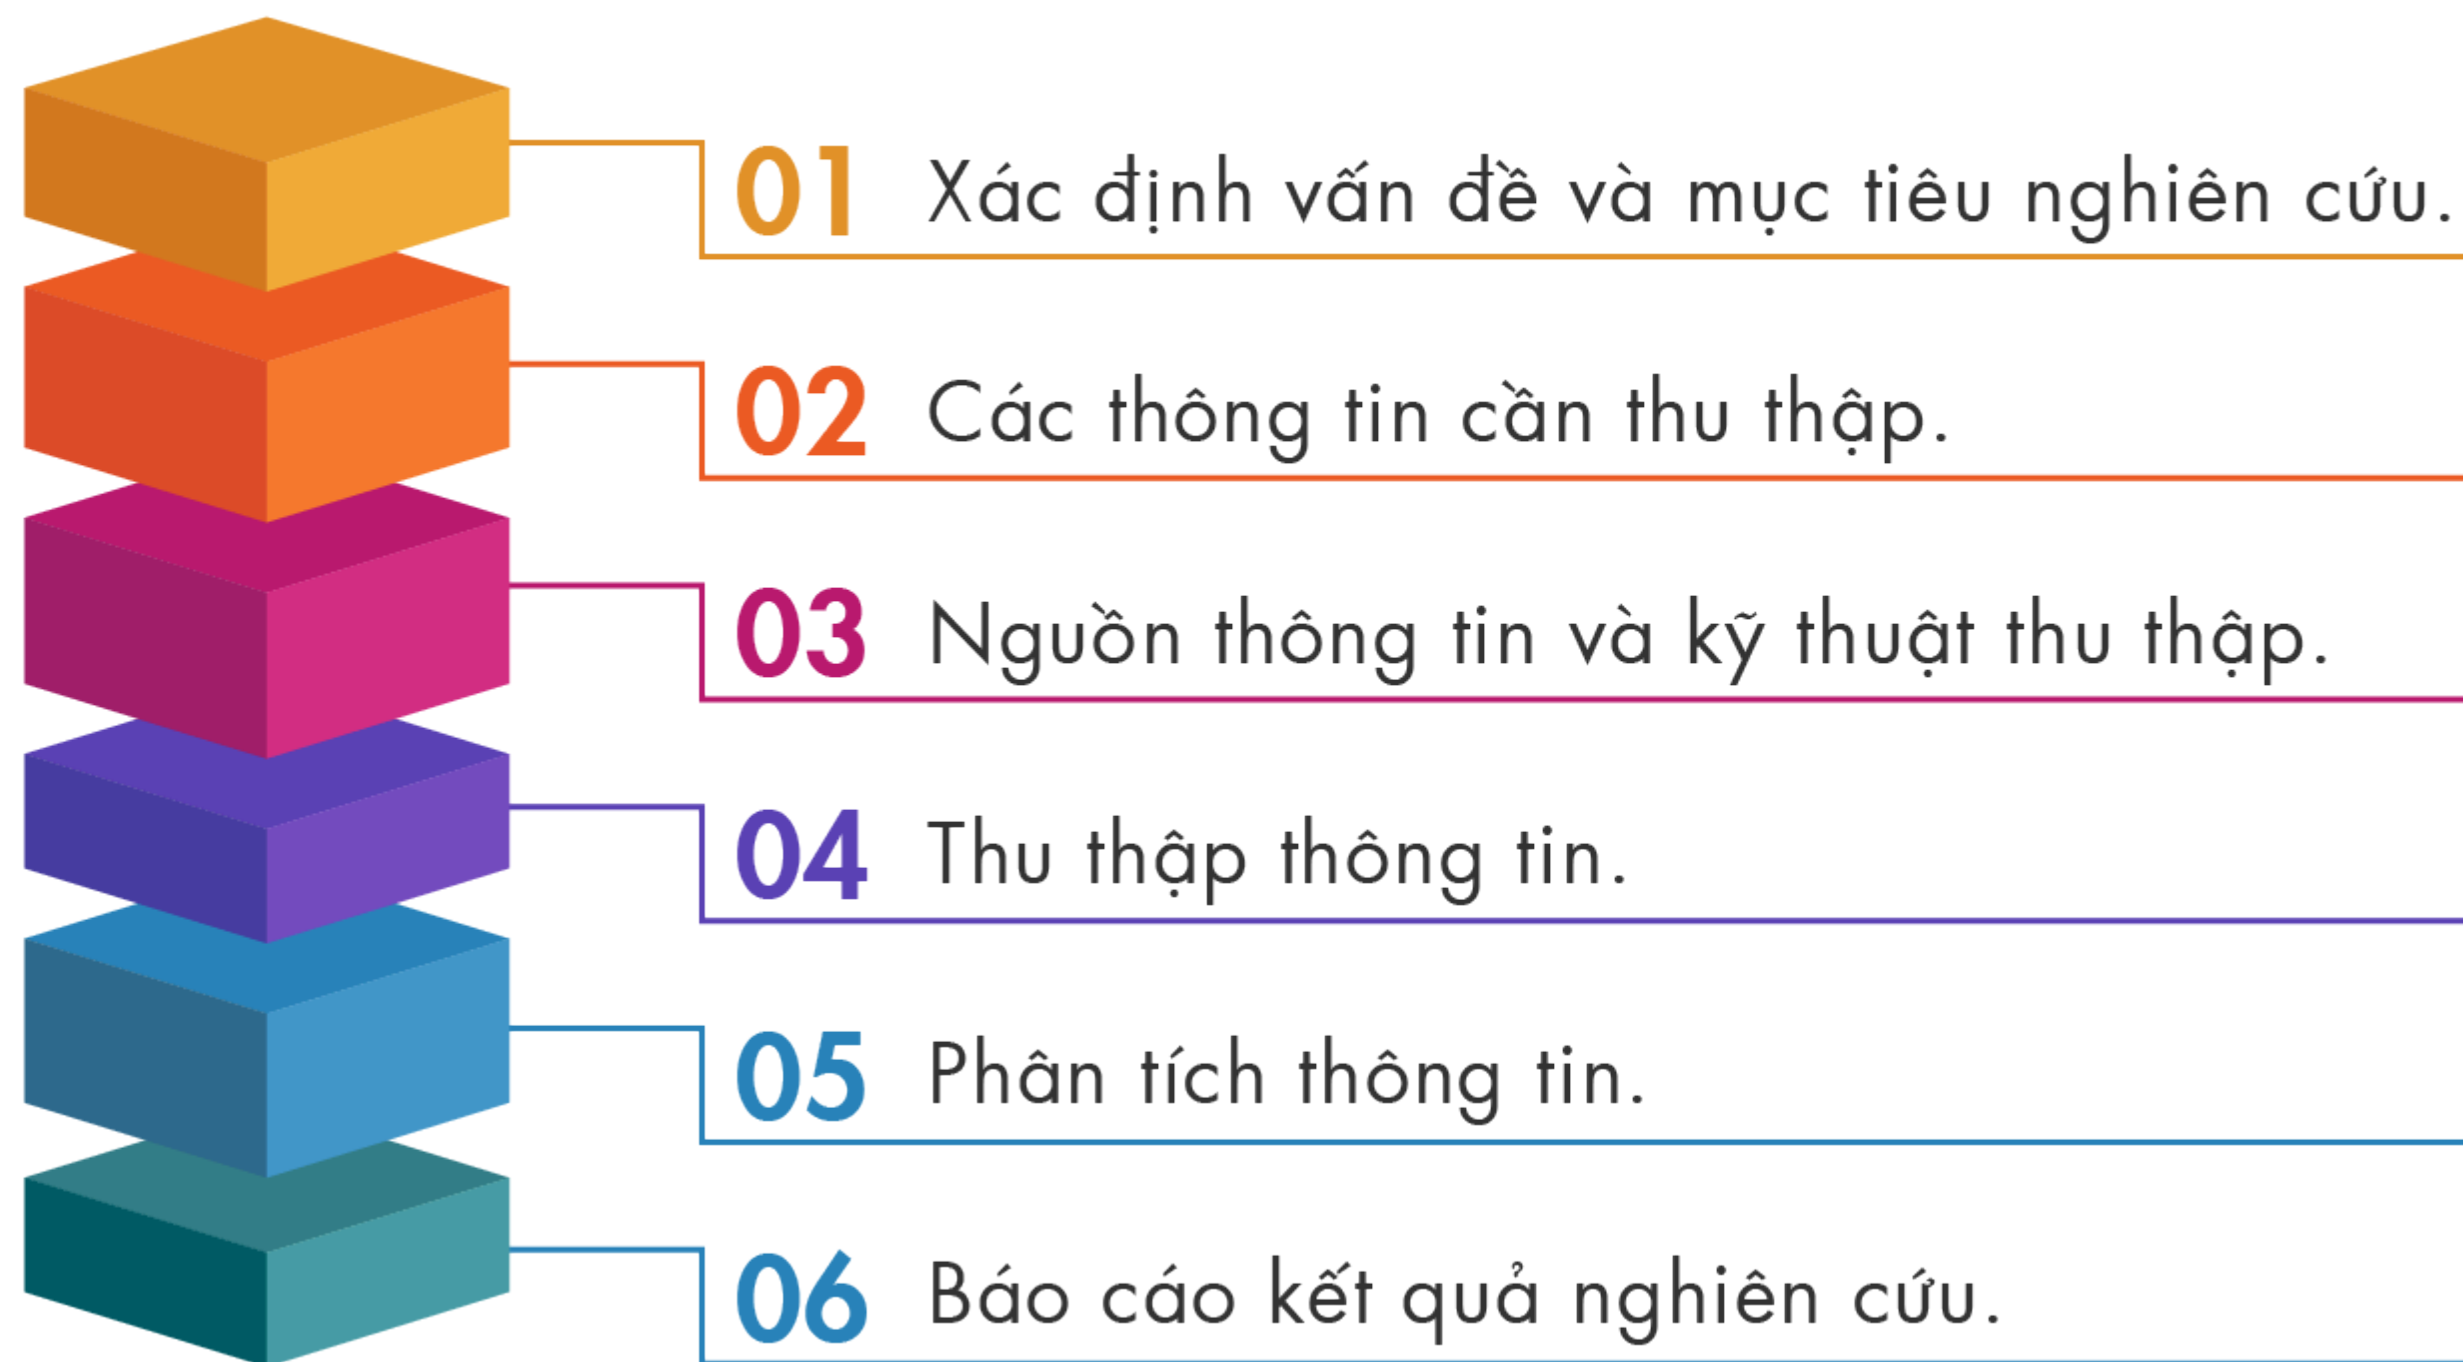 01 Xác định vấn đề và mục tiêu nghiên cứu.
02 Các thông tin cần thu thập.
03 Nguồn thông tin và kỹ thuật thu thập.
04 Thu thập thông tin.
05 Phân tích thông tin.
06 Báo cáo kết quả nghiên cứu.